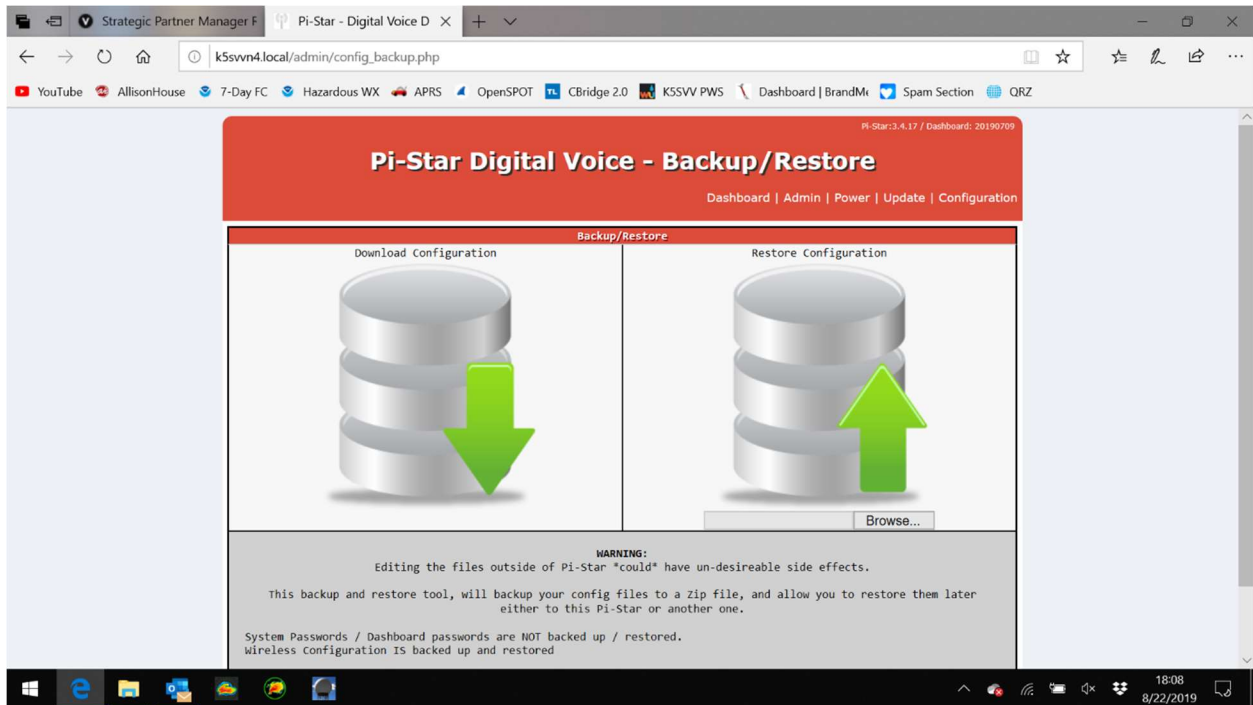 Strategic Partner Manager F
Pi-Star - Digital Voice D
k5svvn4.local/admin/config_backup.php
YouTube AllisonHouse 7-Day FC Hazardous WX APRS OpenSPOT TL CBridge 2.0 K5SVV PWS Dashboard | BrandMe Spam Section QRZ
Pi-Star:3.4.17 / Dashboard: 20190709
Pi-Star Digital Voice - Backup/Restore
Dashboard | Admin | Power | Update | Configuration
Backup/Restore
Download Configuration
Restore Configuration
Browse...
WARNING:
Editing the files outside of Pi-Star *could* have un-desireable side effects.
This backup and restore tool, will backup your config files to a Zip file, and allow you to restore them later
either to this Pi-Star or another one.
System Passwords / Dashboard passwords are NOT backed up / restored.
Wireless Configuration IS backed up and restored
18:08
8/22/2019